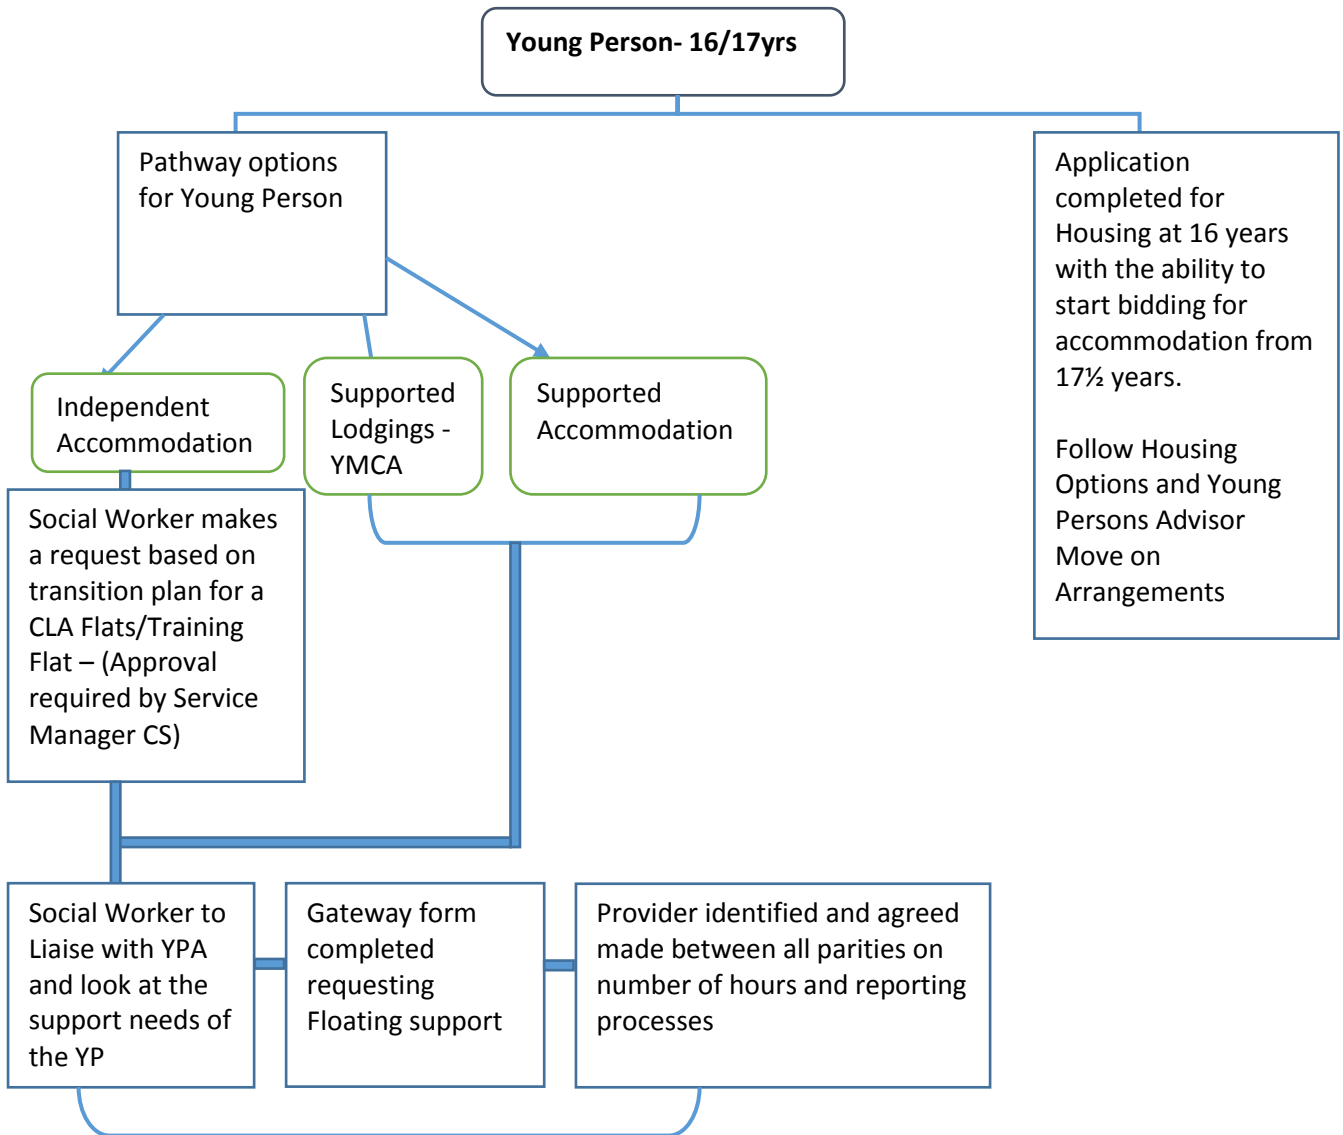 Young Person- 16/17yrs
Pathway options
for Young Person
Application
completed for
Housing at 16 years
with the ability to
start bidding for
accommodation from
17½ years.
Follow Housing
Options and Young
Persons Advisor
Move on
Arrangements
Independent
Accommodation
Supported
Lodgings -
YMCA
Supported
Accommodation
Social Worker makes
a request based on
transition plan for a
CLA Flats/Training
Flat – (Approval
required by Service
Manager CS)
Social Worker to
Liaise with YPA
and look at the
support needs of
the YP
Gateway form
completed
requesting
Floating support
Provider identified and agreed
made between all parities on
number of hours and reporting
processes